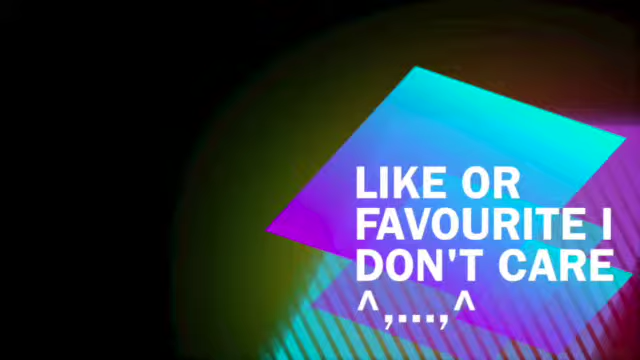 LIKE OR
FAVOURITE I
DON'T CARE
^,...,^